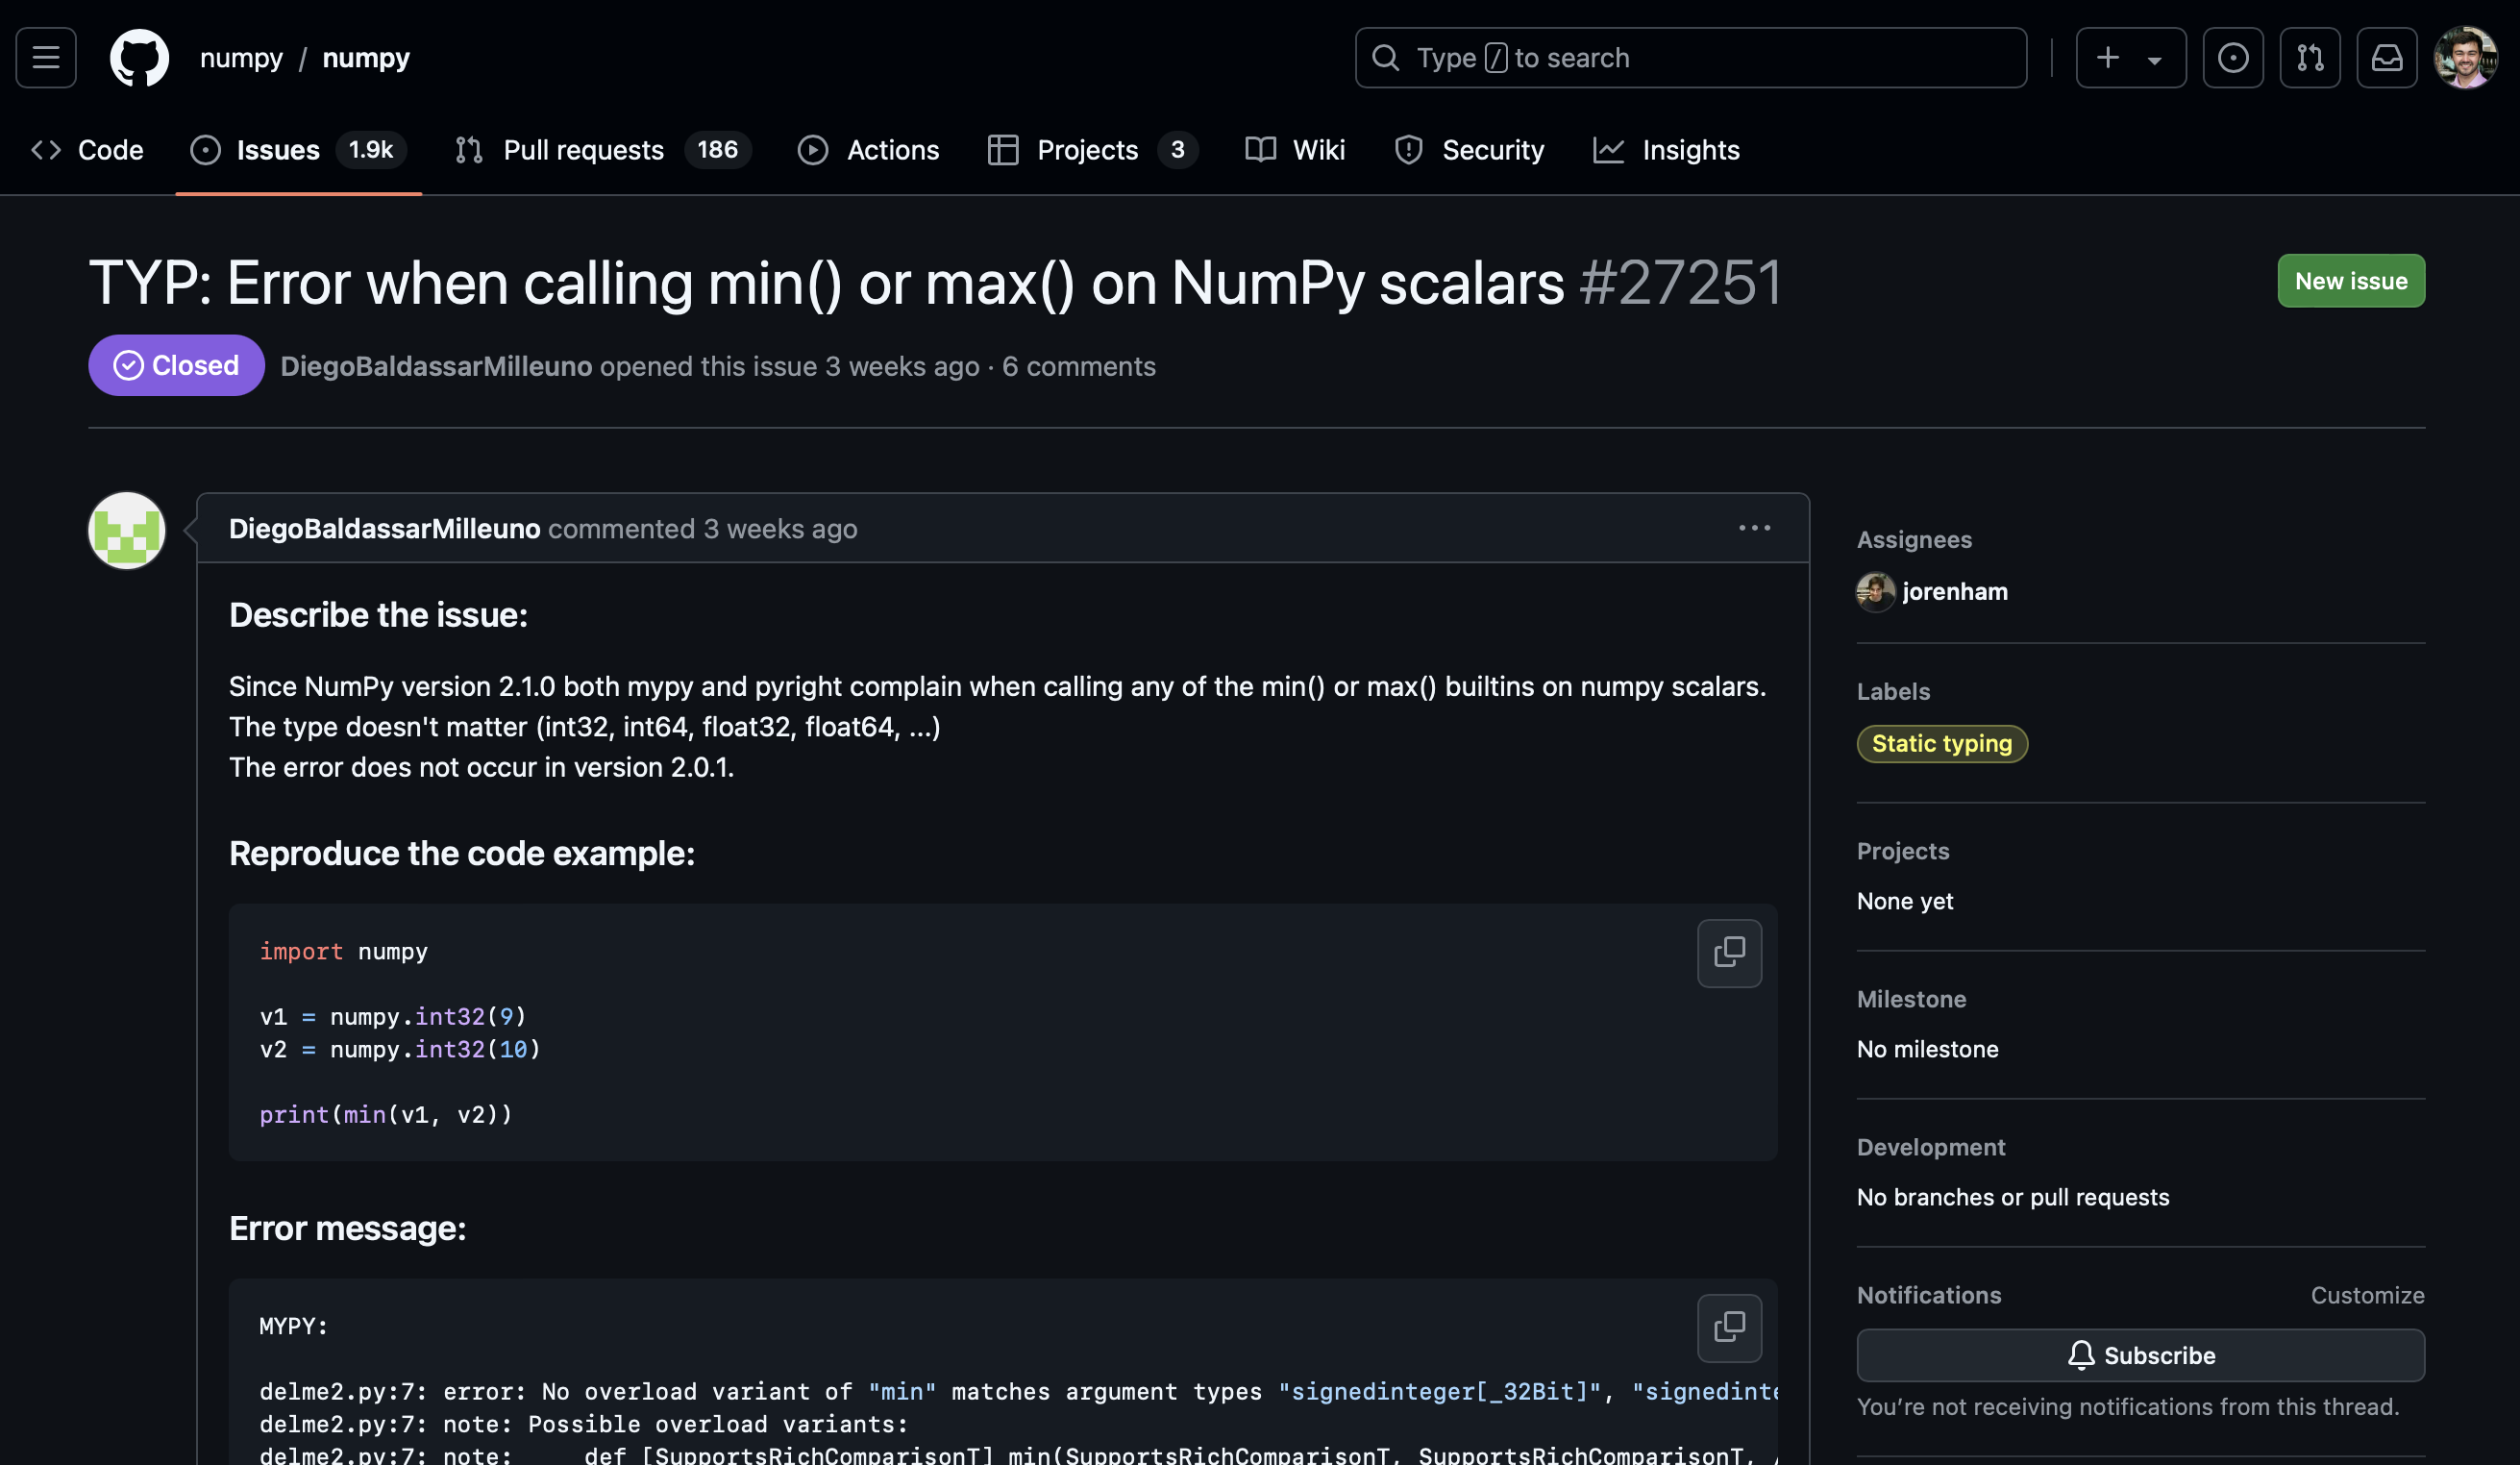 numpy / numpy
Type / to search
Code
Issues 1.9k
Pull requests 186
Actions
Projects 3
Wiki
Security
Insights
TYP: Error when calling min() or max() on NumPy scalars #27251
New issue
Closed
DiegoBaldassarMilleuno opened this issue 3 weeks ago · 6 comments
DiegoBaldassarMilleuno commented 3 weeks ago
Describe the issue:
Since NumPy version 2.1.0 both mypy and pyright complain when calling any of the min() or max() builtins on numpy scalars.
The type doesn't matter (int32, int64, float32, float64, ...)
The error does not occur in version 2.0.1.
Reproduce the code example:
import numpy
v1 = numpy.int32(9)
v2 = numpy.int32(10)
print(min(v1, v2))
Error message:
MYPY:
delme2.py:7: error: No overload variant of "min" matches argument types "signedinteger[_32Bit]", "signedinte
delme2.py:7: note: Possible overload variants:
delme2.py:7: note:     def [SupportsRichComparisonT] min(SupportsRichComparisonT, SupportsRichComparisonT, /
Assignees
jorenham
Labels
Static typing
Projects
None yet
Milestone
No milestone
Development
No branches or pull requests
Notifications
Customize
Subscribe
You’re not receiving notifications from this thread.